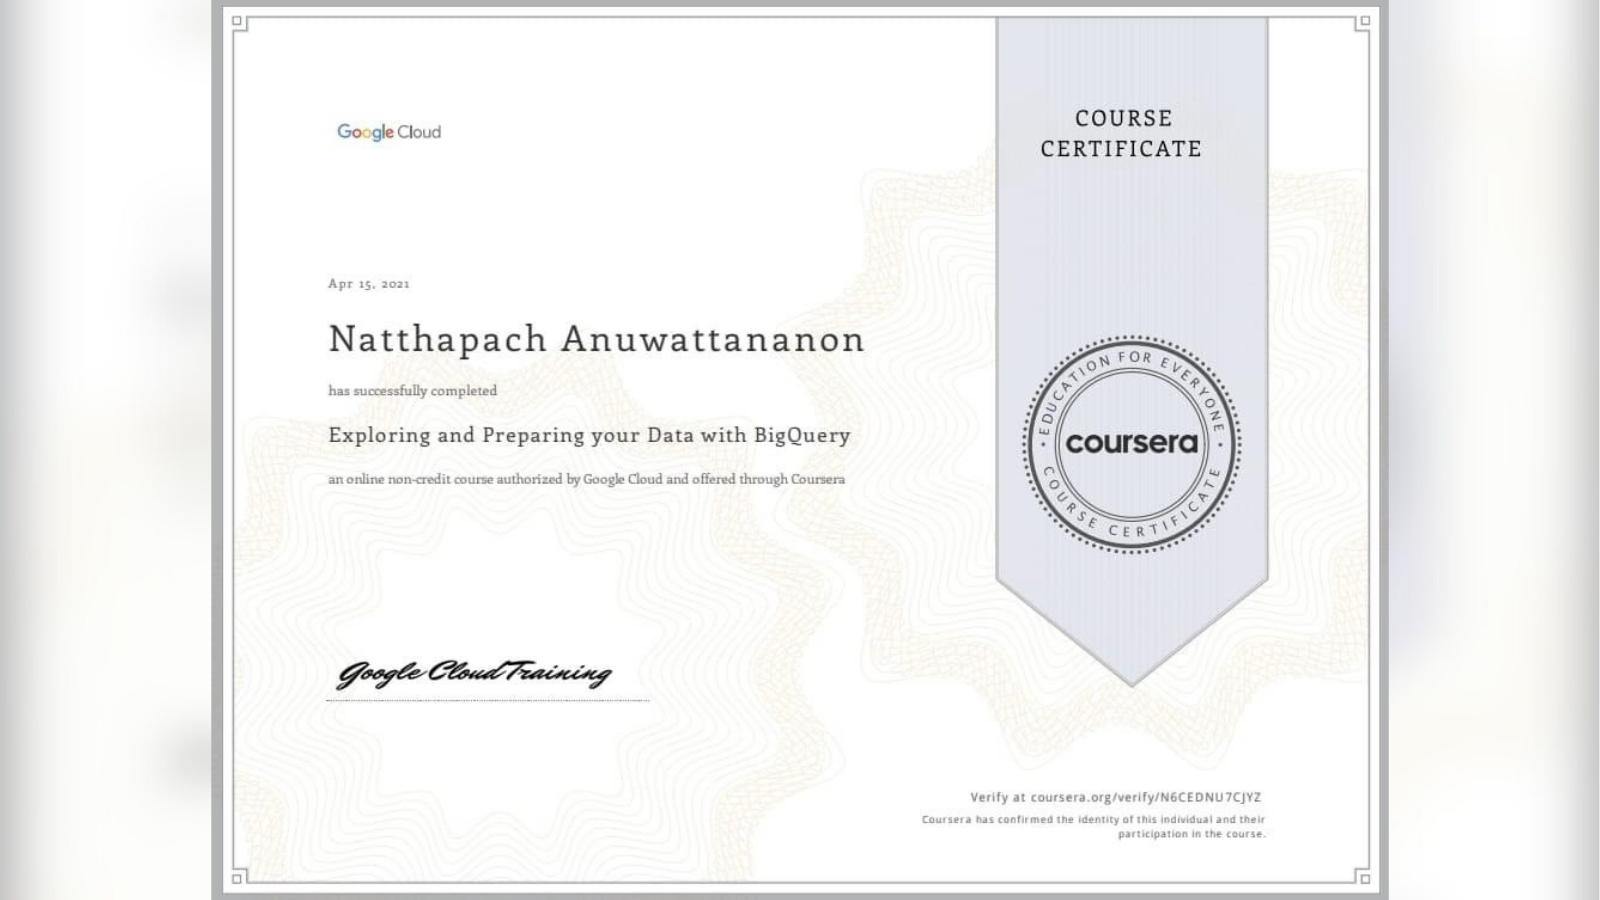 Google Cloud
COURSE
CERTIFICATE
Apr 15, 2021
Natthapach Anuwattananon
has successfully completed
Exploring and Preparing your Data with BigQuery
an online non-credit course authorized by Google Cloud and offered through Coursera
EDUCATION FOR EVERYONE
coursera
COURSE CERTIFICATE
Google Cloud Training
Verify at coursera.org/verify/N6CEDNU7CJYZ
Coursera has confirmed the identity of this individual and their
participation in the course.